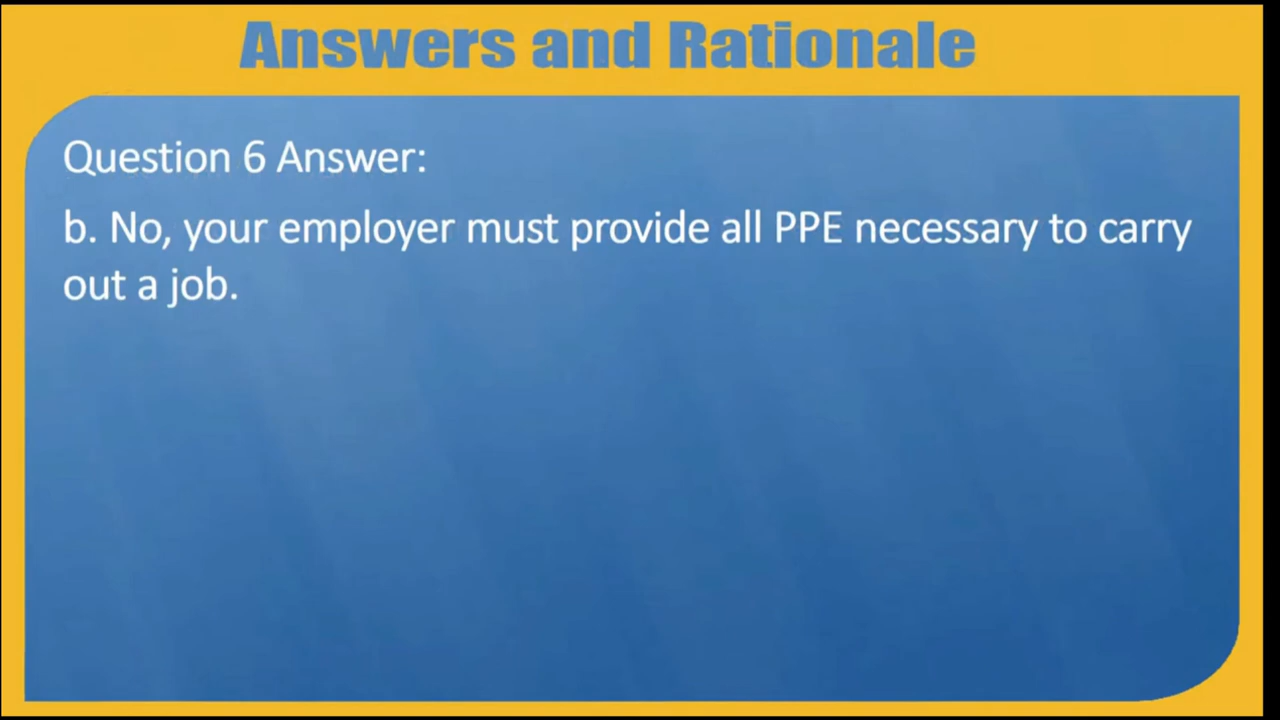 Answers and Rationale
Question 6 Answer:
b. No, your employer must provide all PPE necessary to carry
out a job.